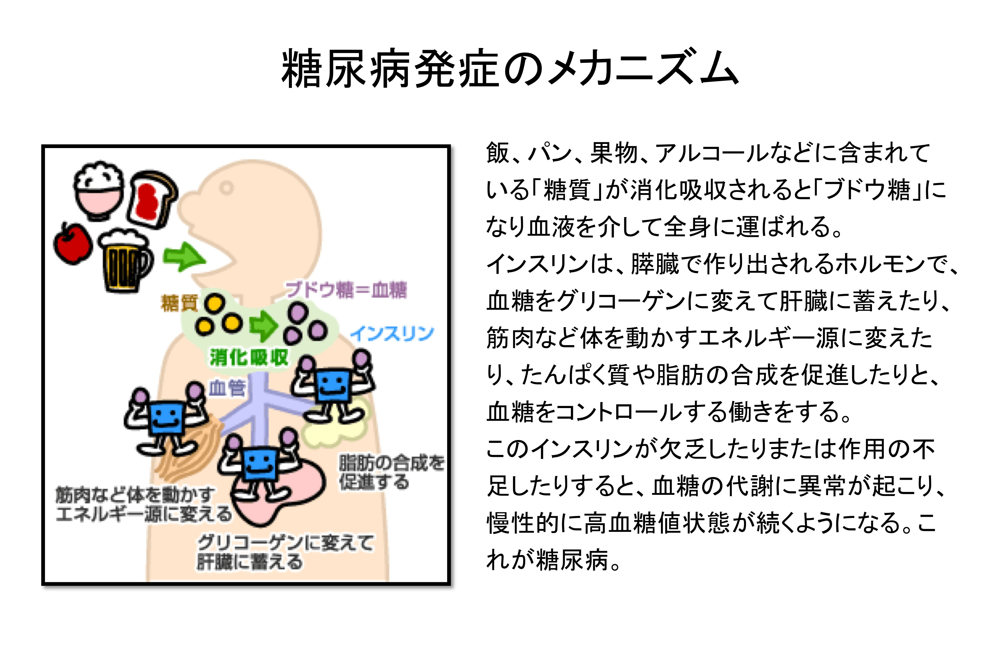 糖尿病発症のメカニズム
糖質
ブドウ糖＝血糖
インスリン
消化吸収
血管
脂肪の合成を
促進する
筋肉など体を動かす
エネルギー源に変える
グリコーゲンに変えて
肝臓に蓄える
飯、パン、果物、アルコールなどに含まれて
いる「糖質」が消化吸収されると「ブドウ糖」に
なり血液を介して全身に運ばれる。
インスリンは、膵臓で作り出されるホルモンで、
血糖をグリコーゲンに変えて肝臓に蓄えたり、
筋肉など体を動かすエネルギー源に変えた
り、たんぱく質や脂肪の合成を促進したりと、
血糖をコントロールする働きをする。
このインスリンが欠乏したりまたは作用の不
足したりすると、血糖の代謝に異常が起こり、
慢性的に高血糖値状態が続くようになる。こ
れが糖尿病。